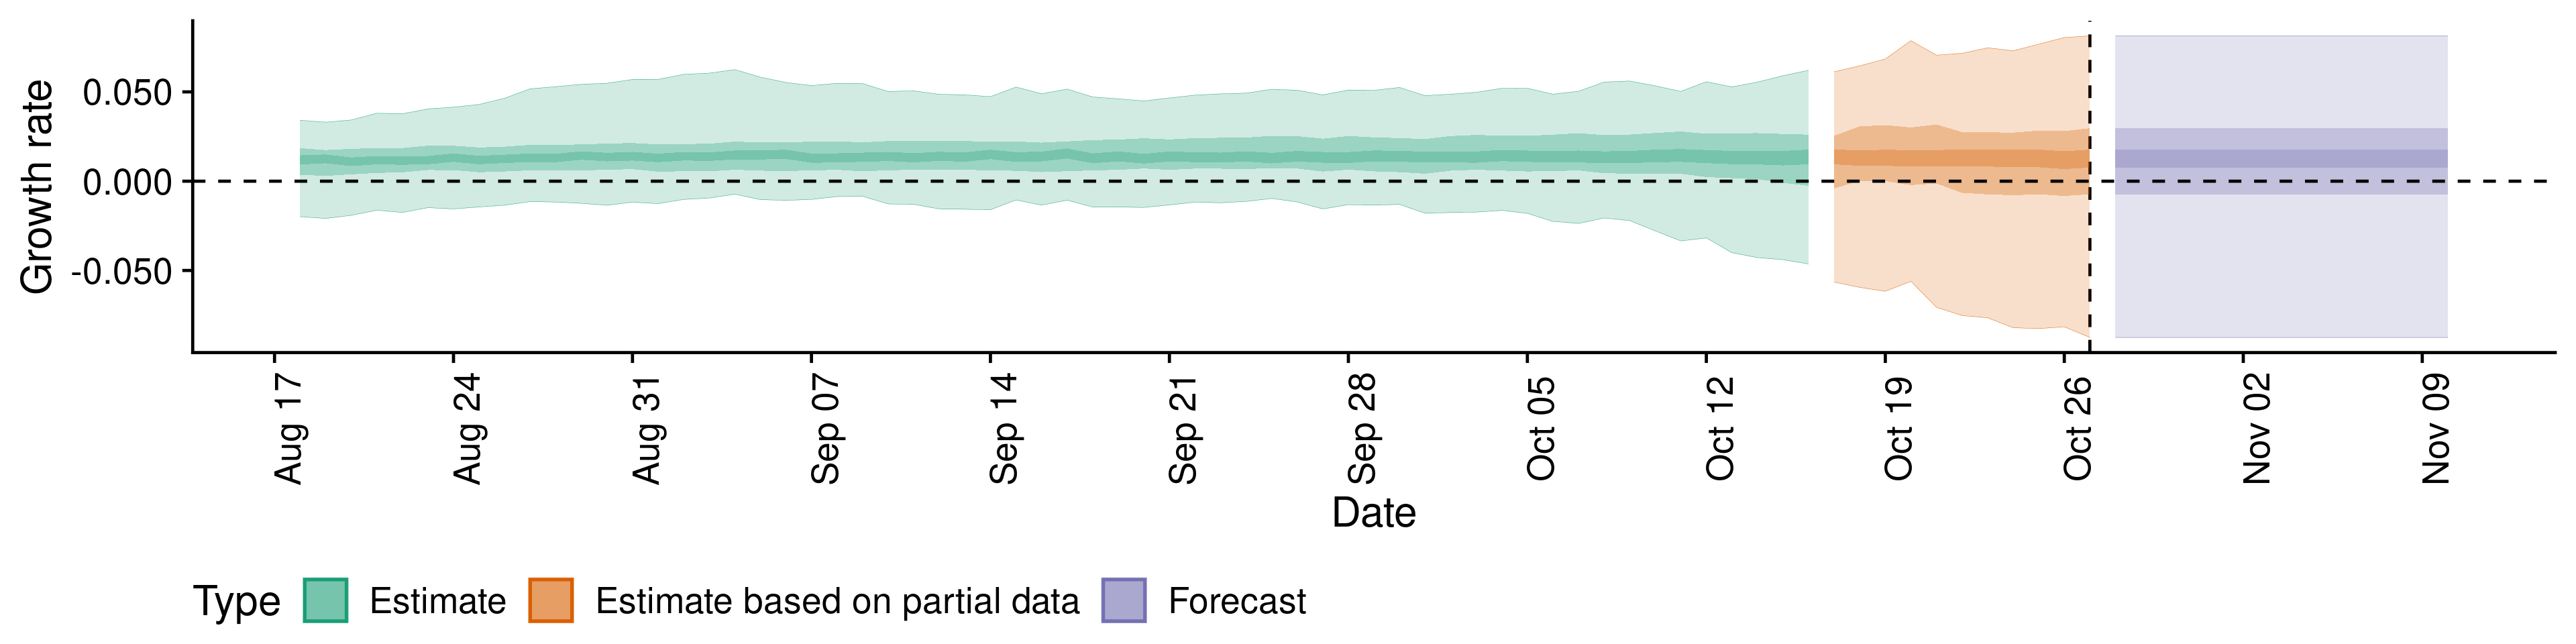 Growth rate
0.050
0.000
-0.050
Aug 17
Aug 24
Aug 31
Sep 07
Sep 14
Sep 21
Sep 28
Oct 05
Oct 12
Oct 19
Oct 26
Nov 02
Nov 09
Date
Type Estimate Estimate based on partial data Forecast